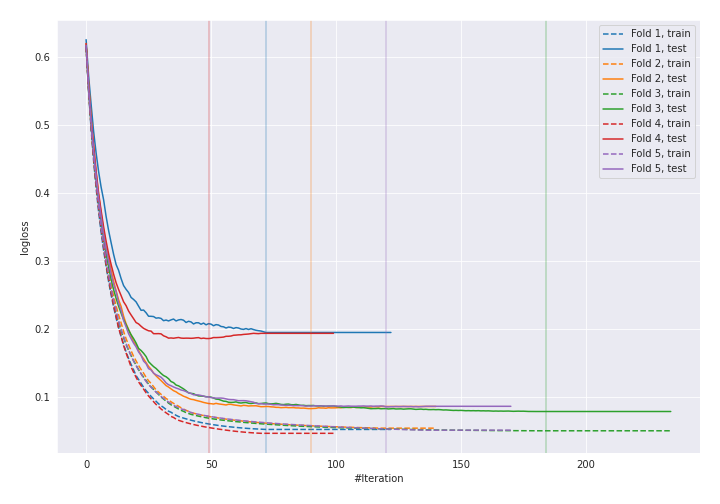 Fold 1, train
Fold 1, test
Fold 2, train
Fold 2, test
Fold 3, train
Fold 3, test
Fold 4, train
Fold 4, test
Fold 5, train
Fold 5, test
0.6
0.5
0.4
0.3
0.2
0.1
logloss
0 50 100 150 200
#Iteration